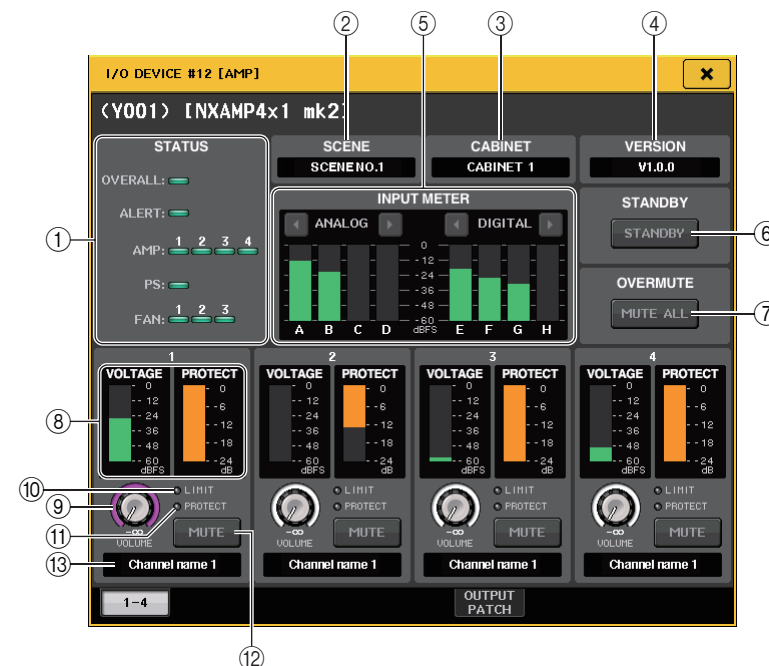 ② ⑤ ③ ④
I/O DEVICE #12 [AMP]
(Y001) [NXAMP4x1 mk2]
STATUS
OVERALL:
ALERT:
AMP: 1 2 3 4
PS:
FAN: 1 2 3
①
SCENE
SCENE NO.1
CABINET
CABINET 1
VERSION
V1.0.0
INPUT METER
ANALOG
DIGITAL
0
-12
-24
-36
-48
-60
A B C D dBFS E F G H
STANDBY
STANDBY
⑥
OVERMUTE
MUTE ALL
⑦
1
VOLTAGE PROTECT
0 0
12 6
24 12
36 18
48 24
60 dB
dBFS
⑧
⑩ LIMIT
⑨ ⑪ PROTECT
-∞
VOLUME
MUTE
⑬ Channel name 1
2
VOLTAGE PROTECT
0 0
12 6
24 12
36 18
48 24
60 dB
dBFS
LIMIT
PROTECT
-∞
VOLUME
MUTE
Channel name 1
3
VOLTAGE PROTECT
0 0
12 6
24 12
36 18
48 24
60 dB
dBFS
LIMIT
PROTECT
-∞
VOLUME
MUTE
Channel name 1
4
VOLTAGE PROTECT
0 0
12 6
24 12
36 18
48 24
60 dB
dBFS
LIMIT
PROTECT
-∞
VOLUME
MUTE
Channel name 1
1-4
OUTPUT
PATCH
⑫